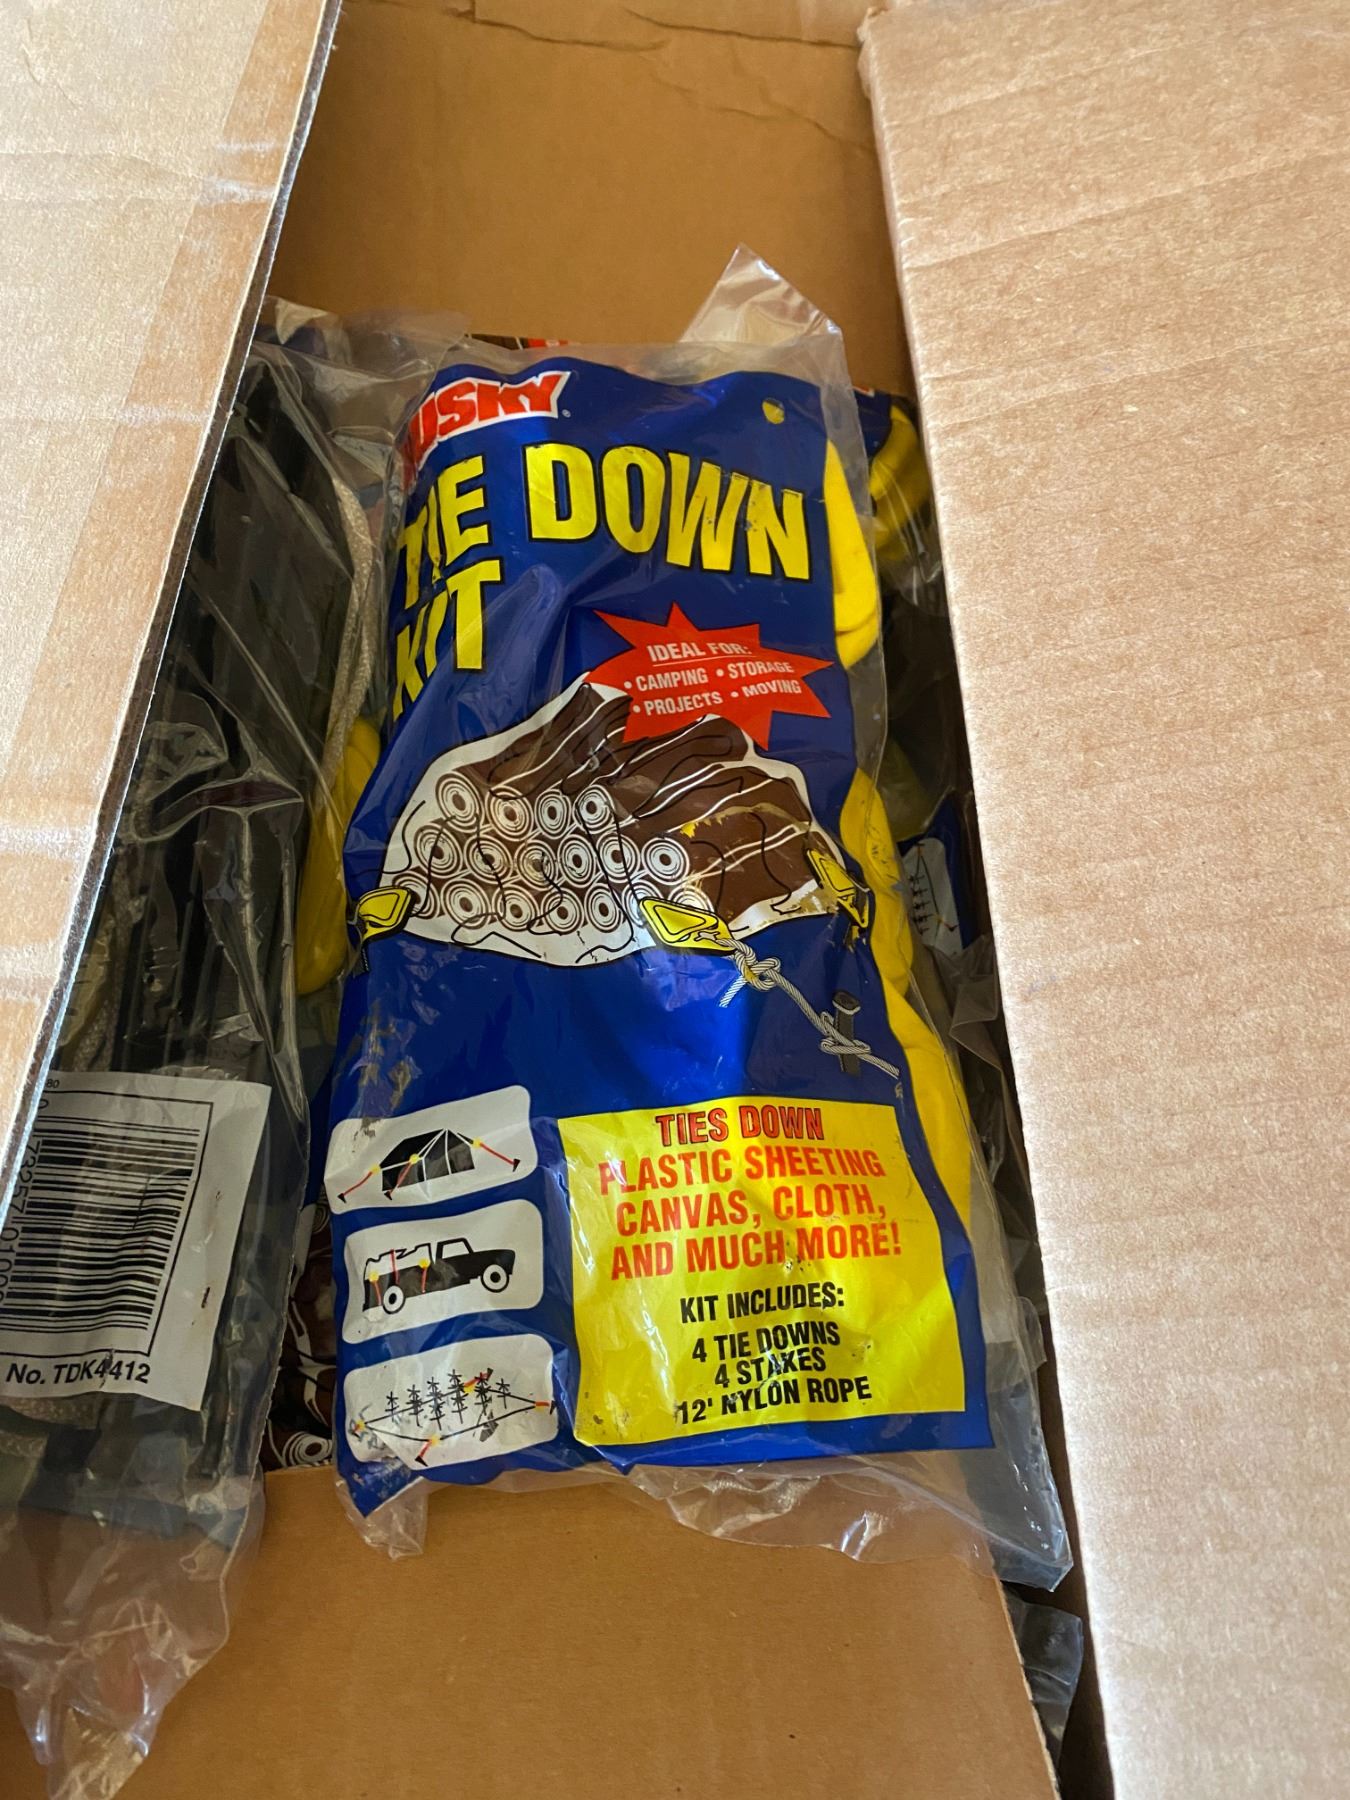 HUSKY
TIE DOWN
KIT
IDEAL FOR:
• CAMPING • STORAGE
• PROJECTS • MOVING
TIES DOWN
PLASTIC SHEETING
CANVAS, CLOTH,
AND MUCH MORE!
KIT INCLUDES:
4 TIE DOWNS
4 STAKES
12' NYLON ROPE
No. TDK4412